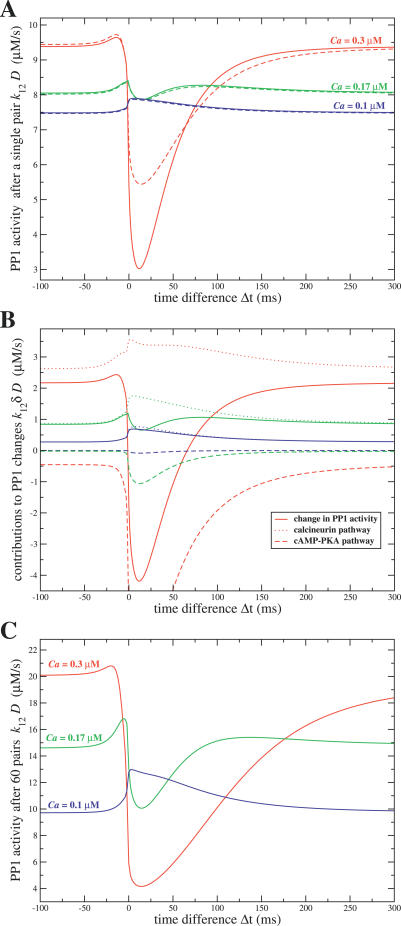 A
PP1 activity after a single pair k12 D (μM/s)
10
9
8
7
6
5
4
3
Ca = 0.3 μM
Ca = 0.17 μM
Ca = 0.1 μM
-100 -50 0 50 100 150 200 250 300
time difference Δt (ms)
B
contributions to PP1 changes k12δ D (μM/s)
3
2
1
0
-1
-2
-3
-4
change in PP1 activity
calcineurin pathway
cAMP-PKA pathway
-100 -50 0 50 100 150 200 250 300
time difference Δt (ms)
C
PP1 activity after 60 pairs k12 D (μM/s)
22
20
18
16
14
12
10
8
6
4
Ca = 0.3 μM
Ca = 0.17 μM
Ca = 0.1 μM
-100 -50 0 50 100 150 200 250 300
time difference Δt (ms)